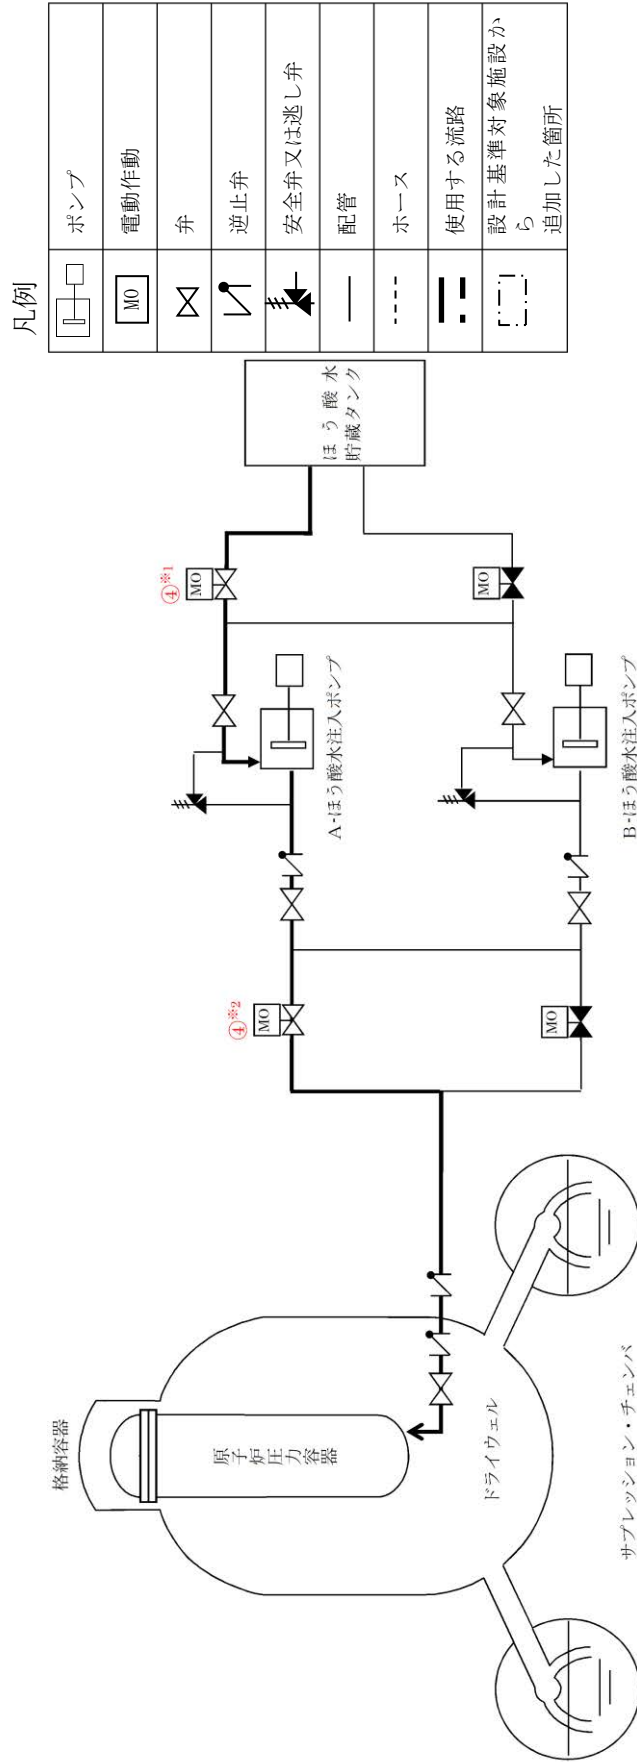 凡例
ポンプ
MO
電動作動
弁
逆止弁
安全弁又は逃し弁
配管
ホース
使用する流路
設計基準対象施設か
ら
追加した箇所
格納容器
原子炉圧力容器
ドライウェル
サプレッション・チェンバ
④※2
MO
MO
A-ほう酸水注入ポンプ
B-ほう酸水注入ポンプ
④※1
MO
MO
ほう酸水
貯蔵タンク